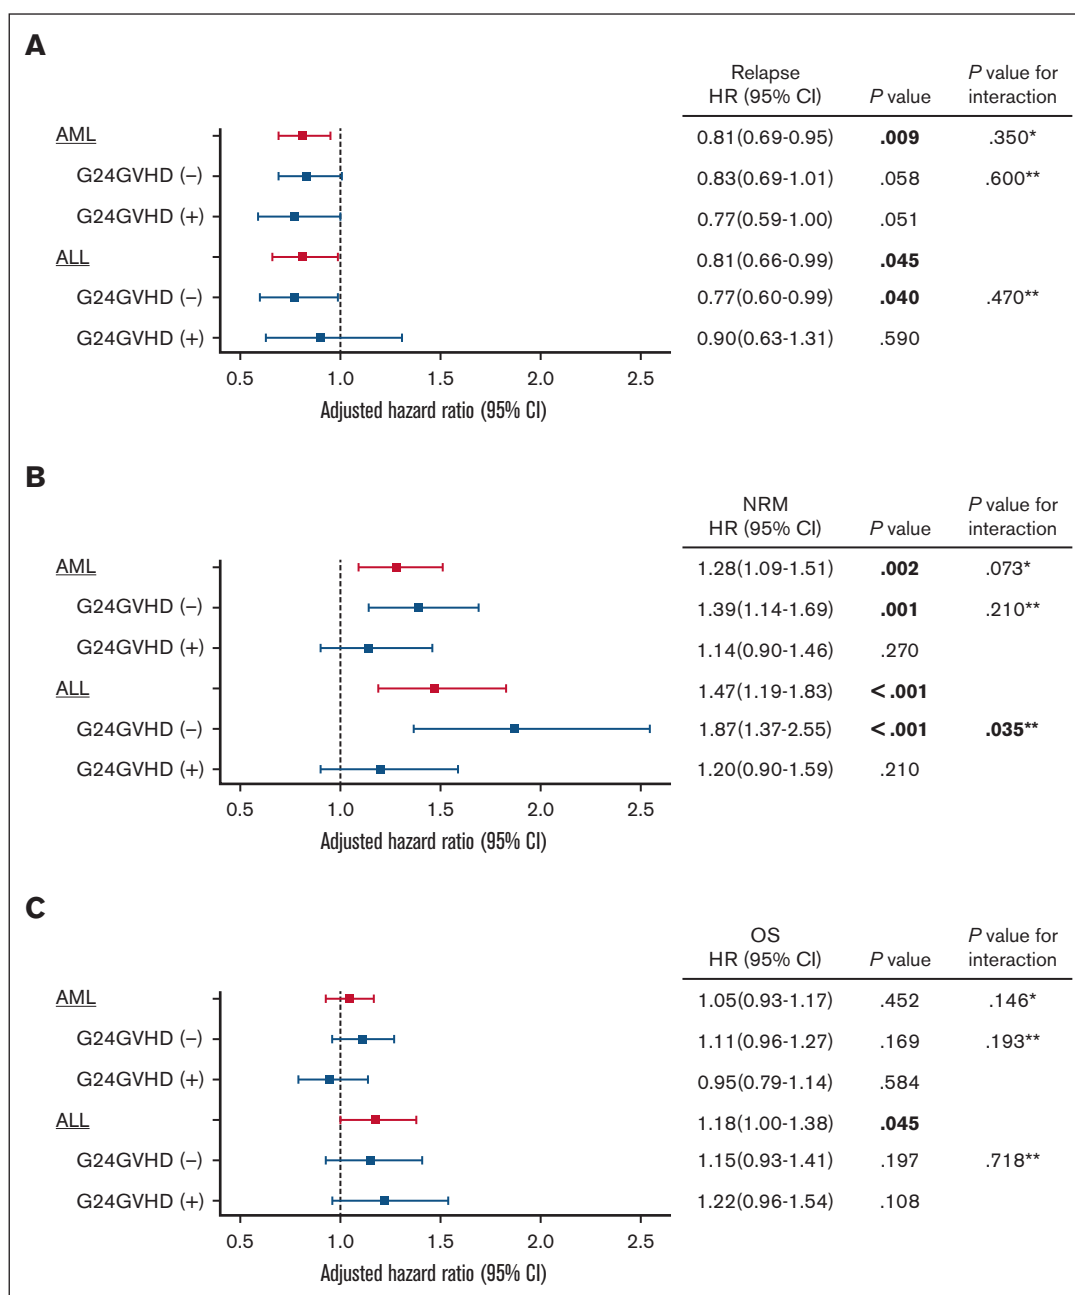 A
Relapse
HR (95% CI)
P value
P value for
interaction
AML 0.81(0.69-0.95) .009 .350*
G24GVHD (–) 0.83(0.69-1.01) .058 .600**
G24GVHD (+) 0.77(0.59-1.00) .051
ALL 0.81(0.66-0.99) .045
G24GVHD (–) 0.77(0.60-0.99) .040 .470**
G24GVHD (+) 0.90(0.63-1.31) .590
0.5 1.0 1.5 2.0 2.5
Adjusted hazard ratio (95% CI)
B
NRM
HR (95% CI)
P value
P value for
interaction
AML 1.28(1.09-1.51) .002 .073*
G24GVHD (–) 1.39(1.14-1.69) .001 .210**
G24GVHD (+) 1.14(0.90-1.46) .270
ALL 1.47(1.19-1.83) <.001
G24GVHD (–) 1.87(1.37-2.55) <.001 .035**
G24GVHD (+) 1.20(0.90-1.59) .210
0.5 1.0 1.5 2.0 2.5
Adjusted hazard ratio (95% CI)
C
OS
HR (95% CI)
P value
P value for
interaction
AML 1.05(0.93-1.17) .452 .146*
G24GVHD (–) 1.11(0.96-1.27) .169 .193**
G24GVHD (+) 0.95(0.79-1.14) .584
ALL 1.18(1.00-1.38) .045
G24GVHD (–) 1.15(0.93-1.41) .197 .718**
G24GVHD (+) 1.22(0.96-1.54) .108
0.5 1.0 1.5 2.0 2.5
Adjusted hazard ratio (95% CI)